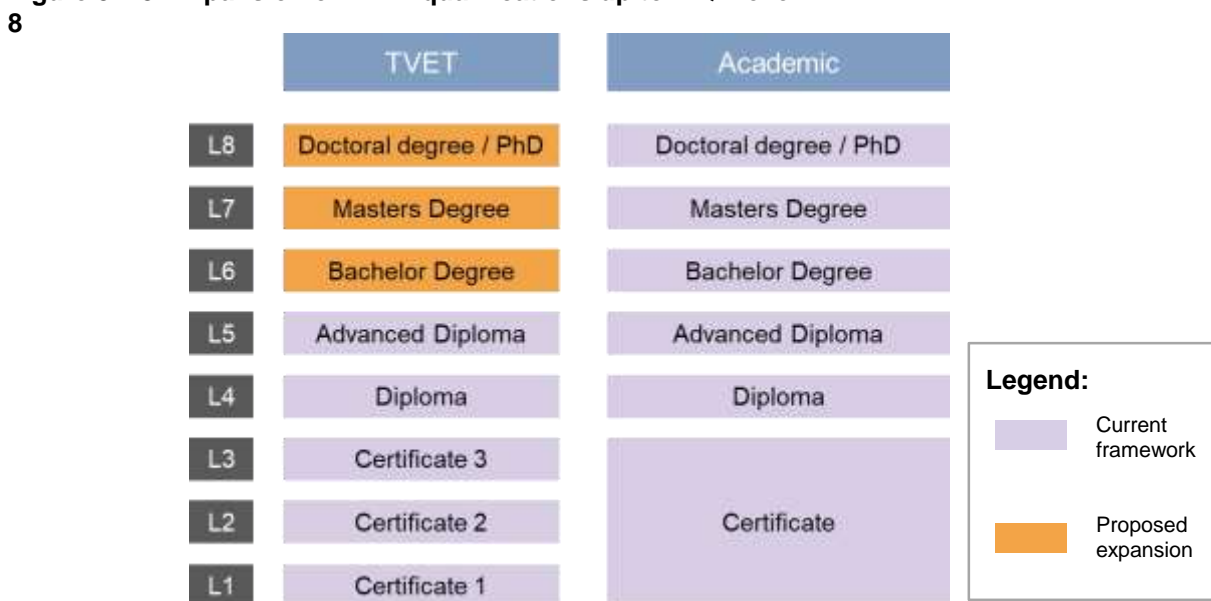 8
TVET Academic
L8 Doctoral degree / PhD Doctoral degree / PhD
L7 Masters Degree Masters Degree
L6 Bachelor Degree Bachelor Degree
L5 Advanced Diploma Advanced Diploma
L4 Diploma Diploma
L3 Certificate 3
L2 Certificate 2 Certificate
L1 Certificate 1
Legend:
Current
framework
Proposed
expansion